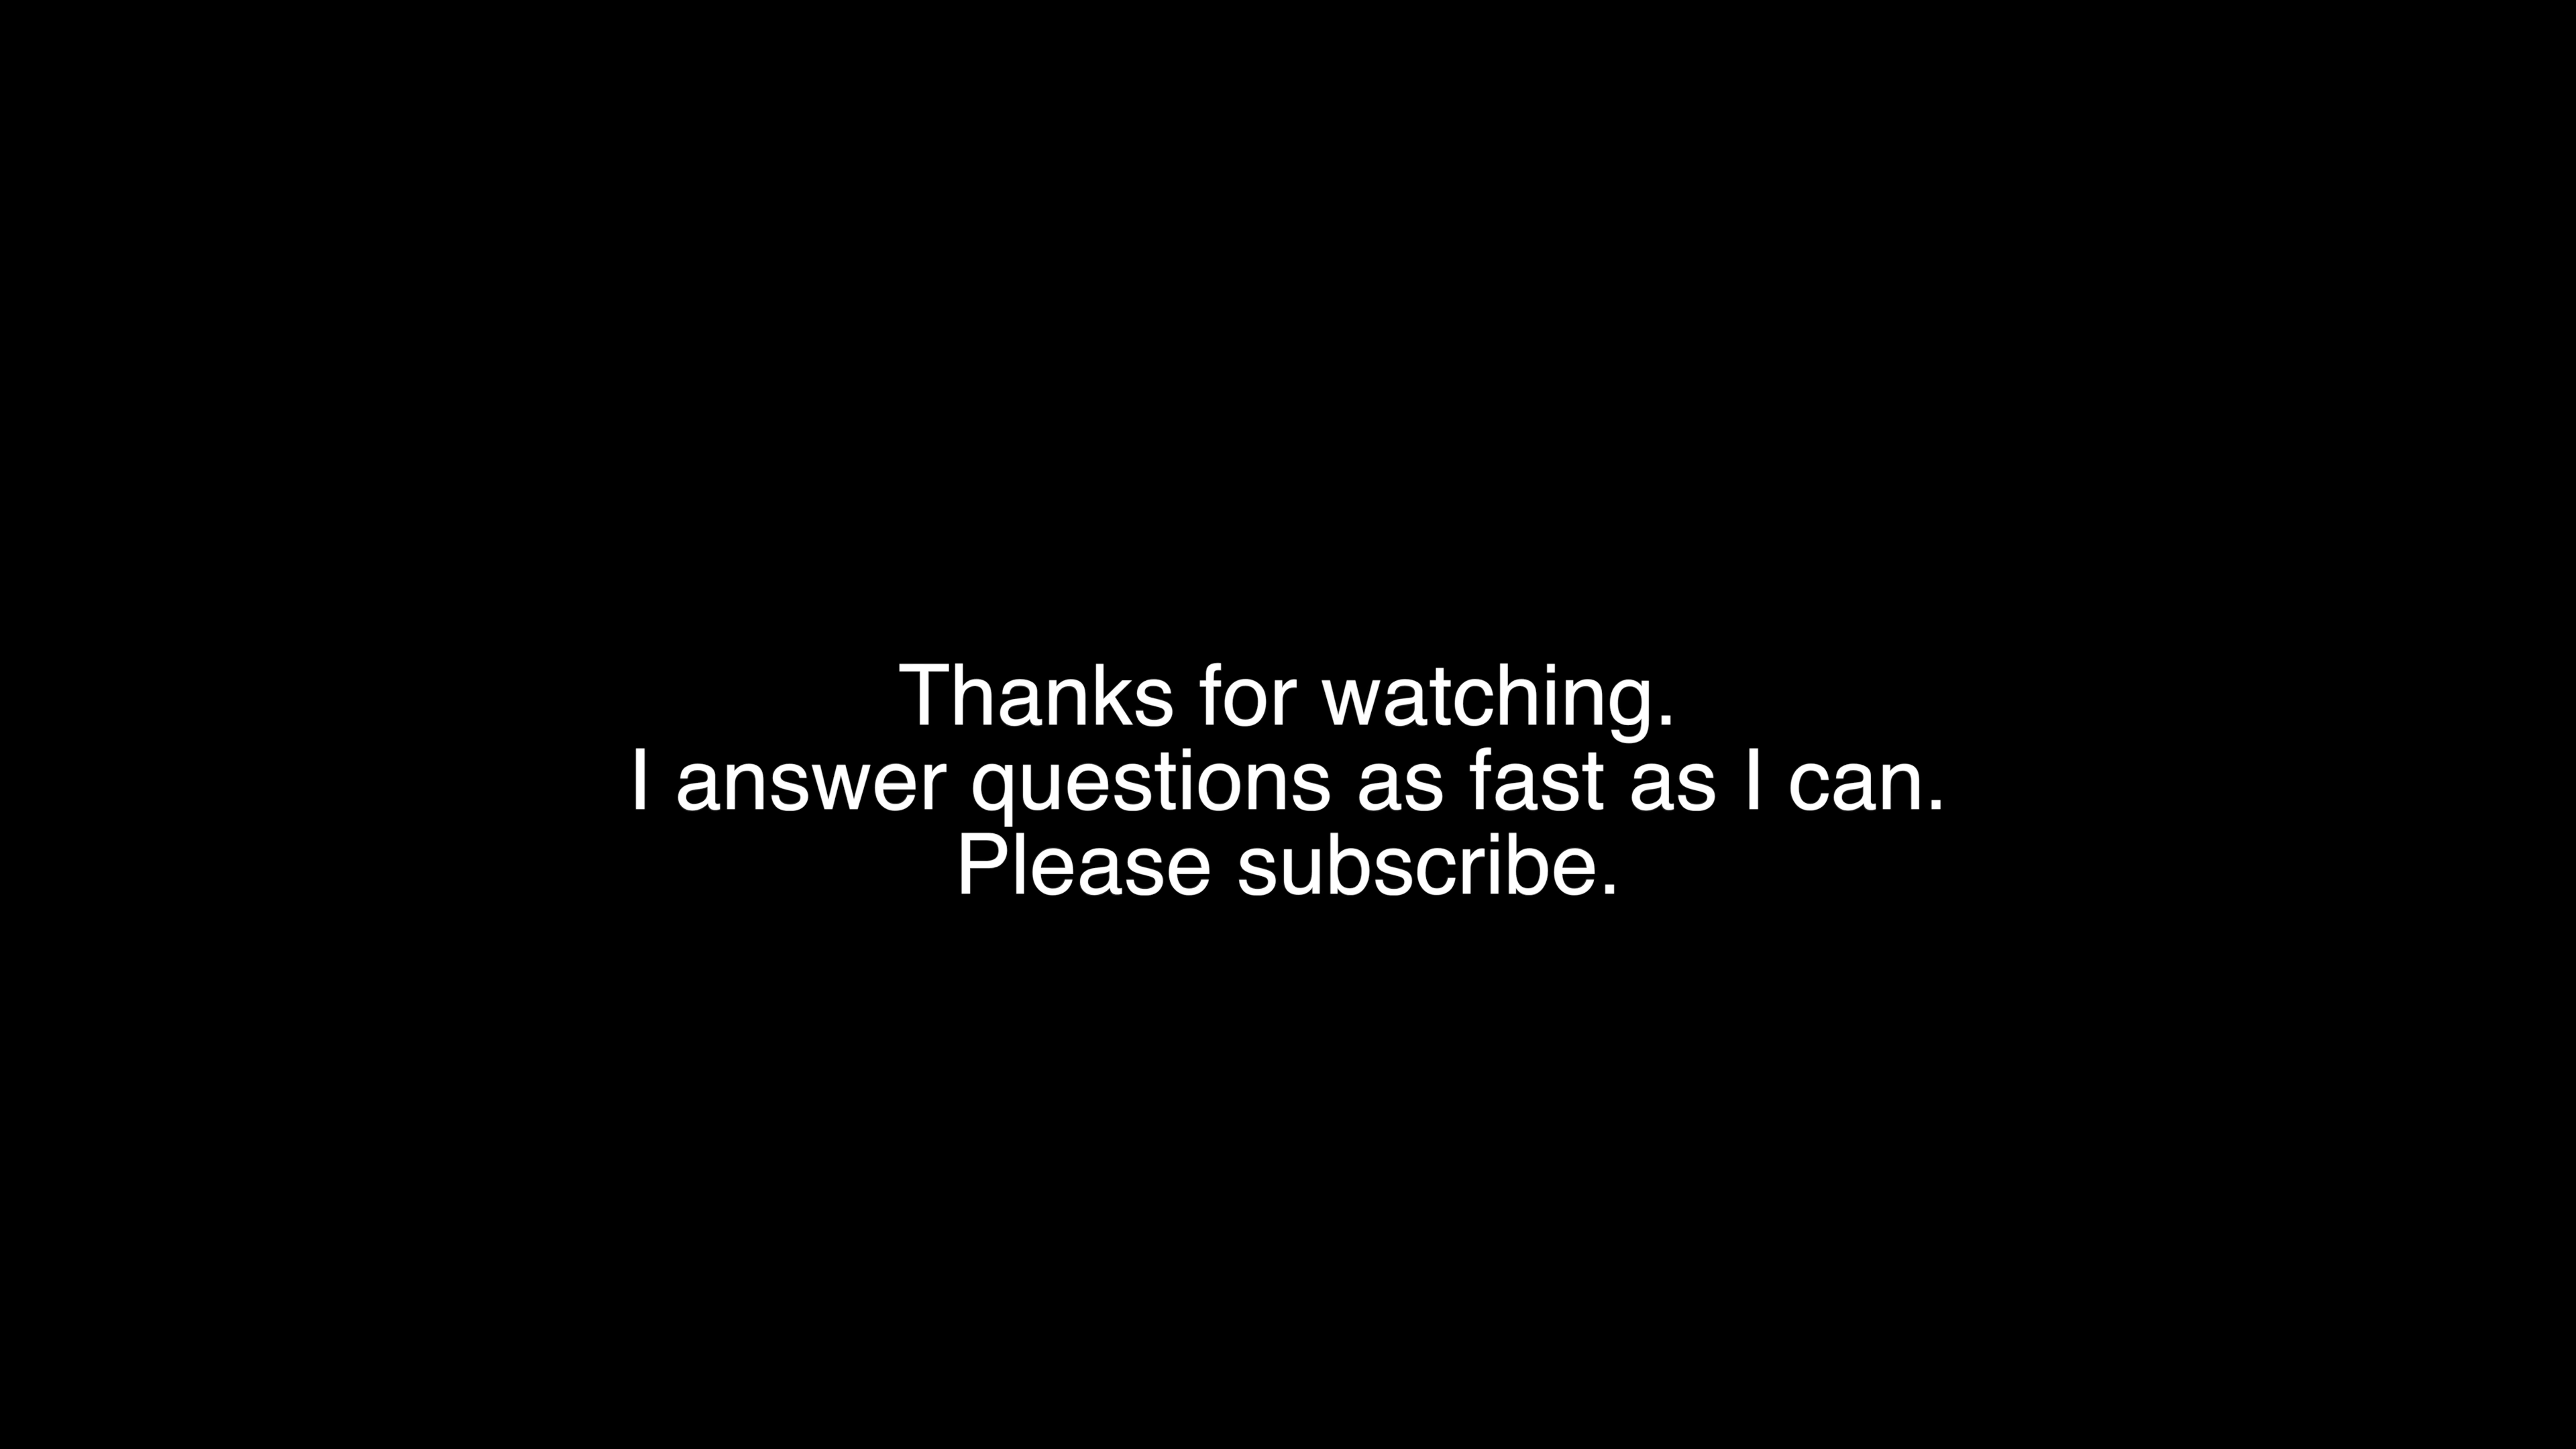 Thanks for watching.
I answer questions as fast as I can.
Please subscribe.